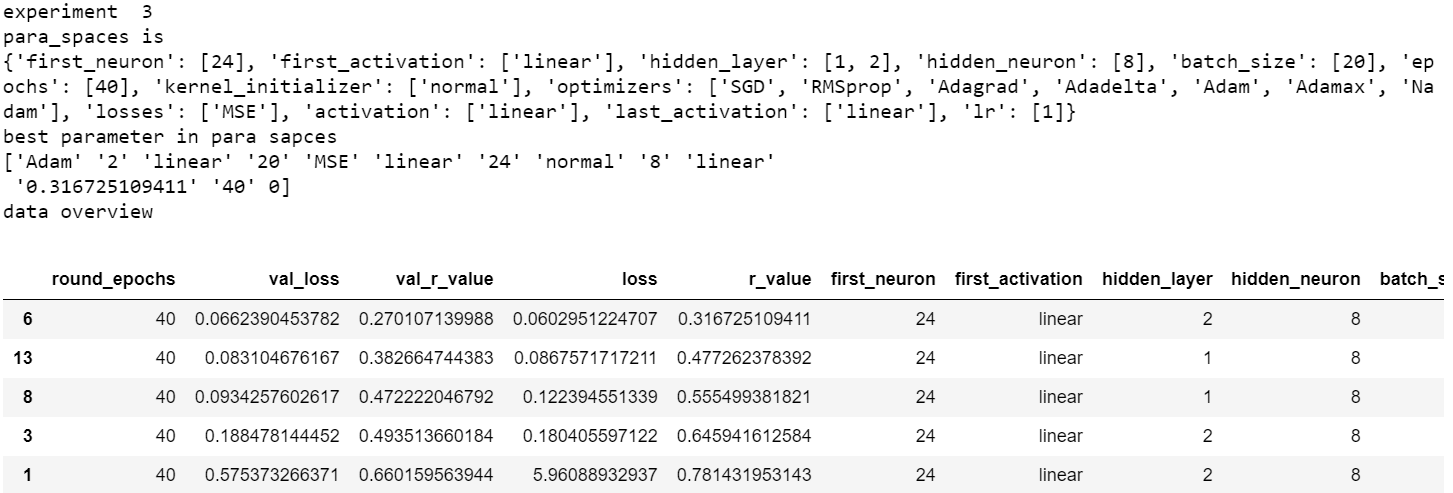 experiment  3
para_spaces is
{'first_neuron': [24], 'first_activation': ['linear'], 'hidden_layer': [1, 2], 'hidden_neuron': [8], 'batch_size': [20], 'ep
ochs': [40], 'kernel_initializer': ['normal'], 'optimizers': ['SGD', 'RMSprop', 'Adagrad', 'Adadelta', 'Adam', 'Adamax', 'Na
dam'], 'losses': ['MSE'], 'activation': ['linear'], 'last_activation': ['linear'], 'lr': [1]}
best parameter in para sapces
['Adam' '2' 'linear' '20' 'MSE' 'linear' '24' 'normal' '8' 'linear'
 '0.316725109411' '40' 0]
data overview
round_epochs val_loss val_r_value loss r_value first_neuron first_activation hidden_layer hidden_neuron batch_s
6 40 0.0662390453782 0.270107139988 0.0602951224707 0.316725109411 24 linear 2 8
13 40 0.083104676167 0.382664744383 0.0867571717211 0.477262378392 24 linear 1 8
8 40 0.0934257602617 0.472222046792 0.122394551339 0.555499381821 24 linear 1 8
3 40 0.188478144452 0.493513660184 0.180405597122 0.645941612584 24 linear 2 8
1 40 0.575373266371 0.660159563944 5.96088932937 0.781431953143 24 linear 2 8